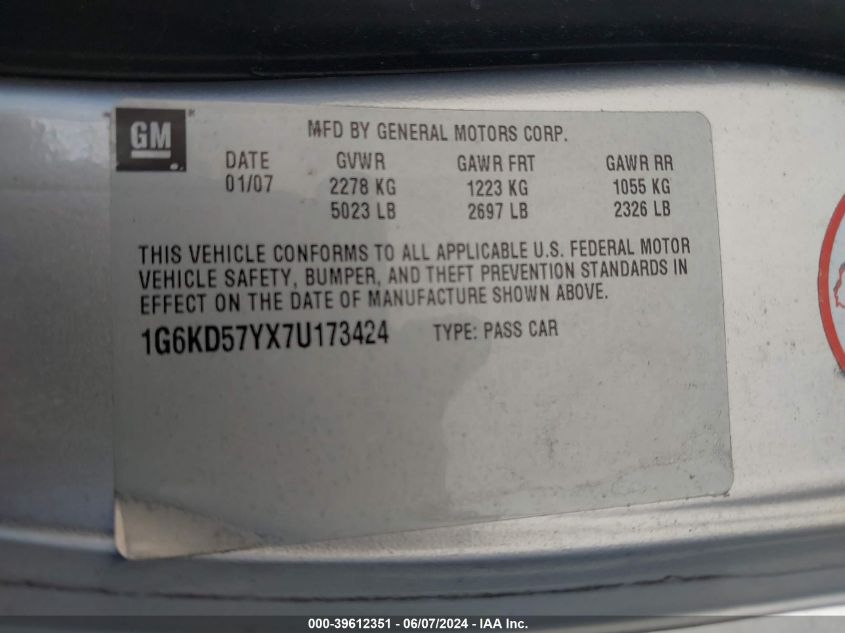 GM
MFD BY GENERAL MOTORS CORP.
DATE GVWR GAWR FRT GAWR RR
01/07 2278 KG 1223 KG 1055 KG
5023 LB 2697 LB 2326 LB
THIS VEHICLE CONFORMS TO ALL APPLICABLE U.S. FEDERAL MOTOR
VEHICLE SAFETY, BUMPER, AND THEFT PREVENTION STANDARDS IN
EFFECT ON THE DATE OF MANUFACTURE SHOWN ABOVE.
1G6KD57YX7U173424 TYPE: PASS CAR
000-39612351 - 06/07/2024 - IAA Inc.